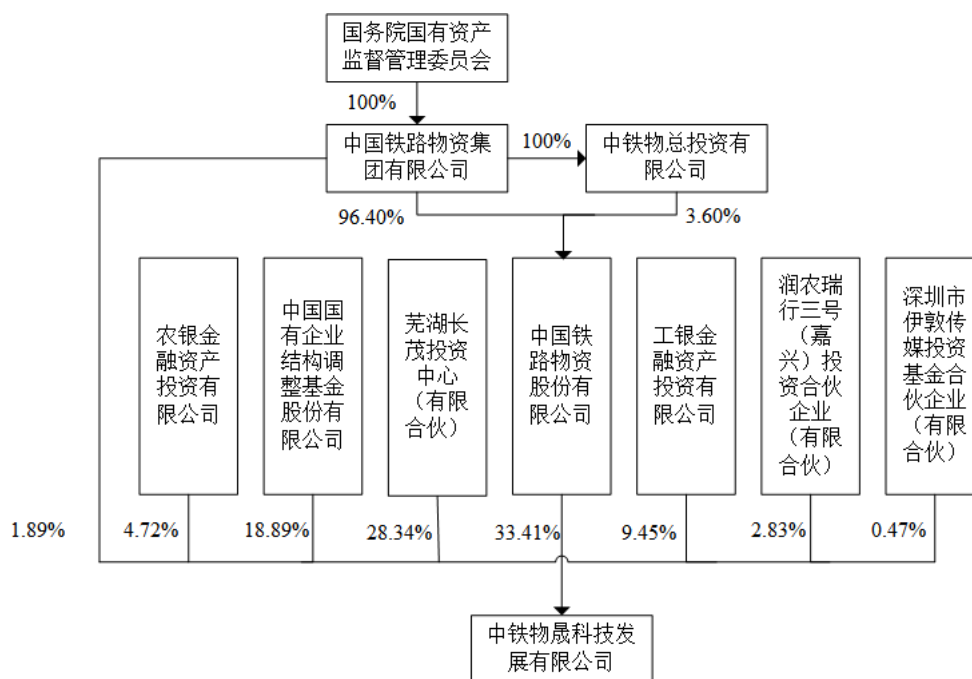 国务院国有资产
监督管理委员会
100%
中国铁路物资集
团有限公司
100%
中铁物总投资有
限公司
96.40%
3.60%
农银金
融资产
投资有
限公司
中国国
有企业
结构调
整基金
股份有
限公司
芜湖长
茂投资
中心
（有限
合伙）
中国铁
路物资
股份有
限公司
工银金
融资产
投资有
限公司
润农瑞
行三号
（嘉
兴）投
资合伙
企业
（有限
合伙）
深圳市
伊敦传
媒投资
基金合
伙企业
（有限
合伙）
1.89%
4.72%
18.89%
28.34%
33.41%
9.45%
2.83%
0.47%
中铁物晟科技发
展有限公司